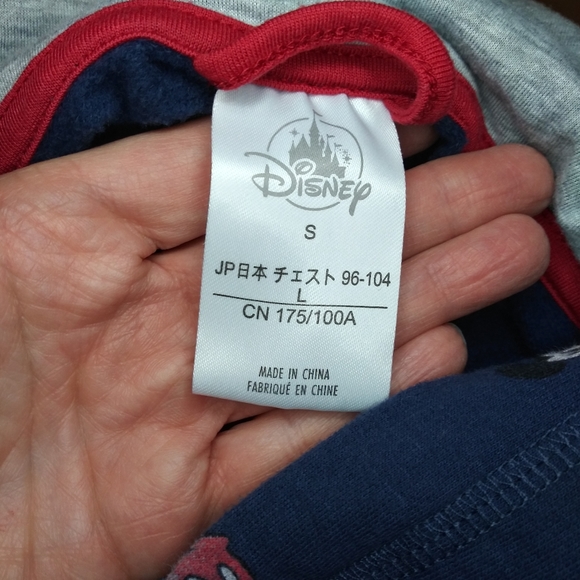 Disney
S
JP日本 チェスト 96-104
L
CN 175/100A
MADE IN CHINA
FABRIQUÉ EN CHINE